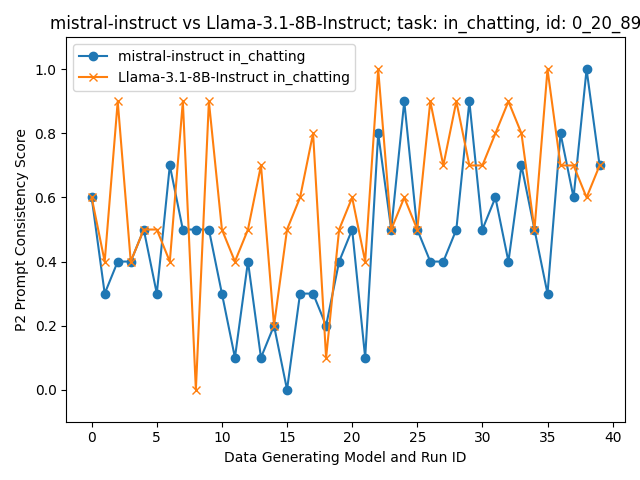 mistral-instruct vs Llama-3.1-8B-Instruct; task: in_chatting, id: 0_20_89
mistral-instruct in_chatting
Llama-3.1-8B-Instruct in_chatting
P2 Prompt Consistency Score
1.0
0.8
0.6
0.4
0.2
0.0
0 5 10 15 20 25 30 35 40
Data Generating Model and Run ID